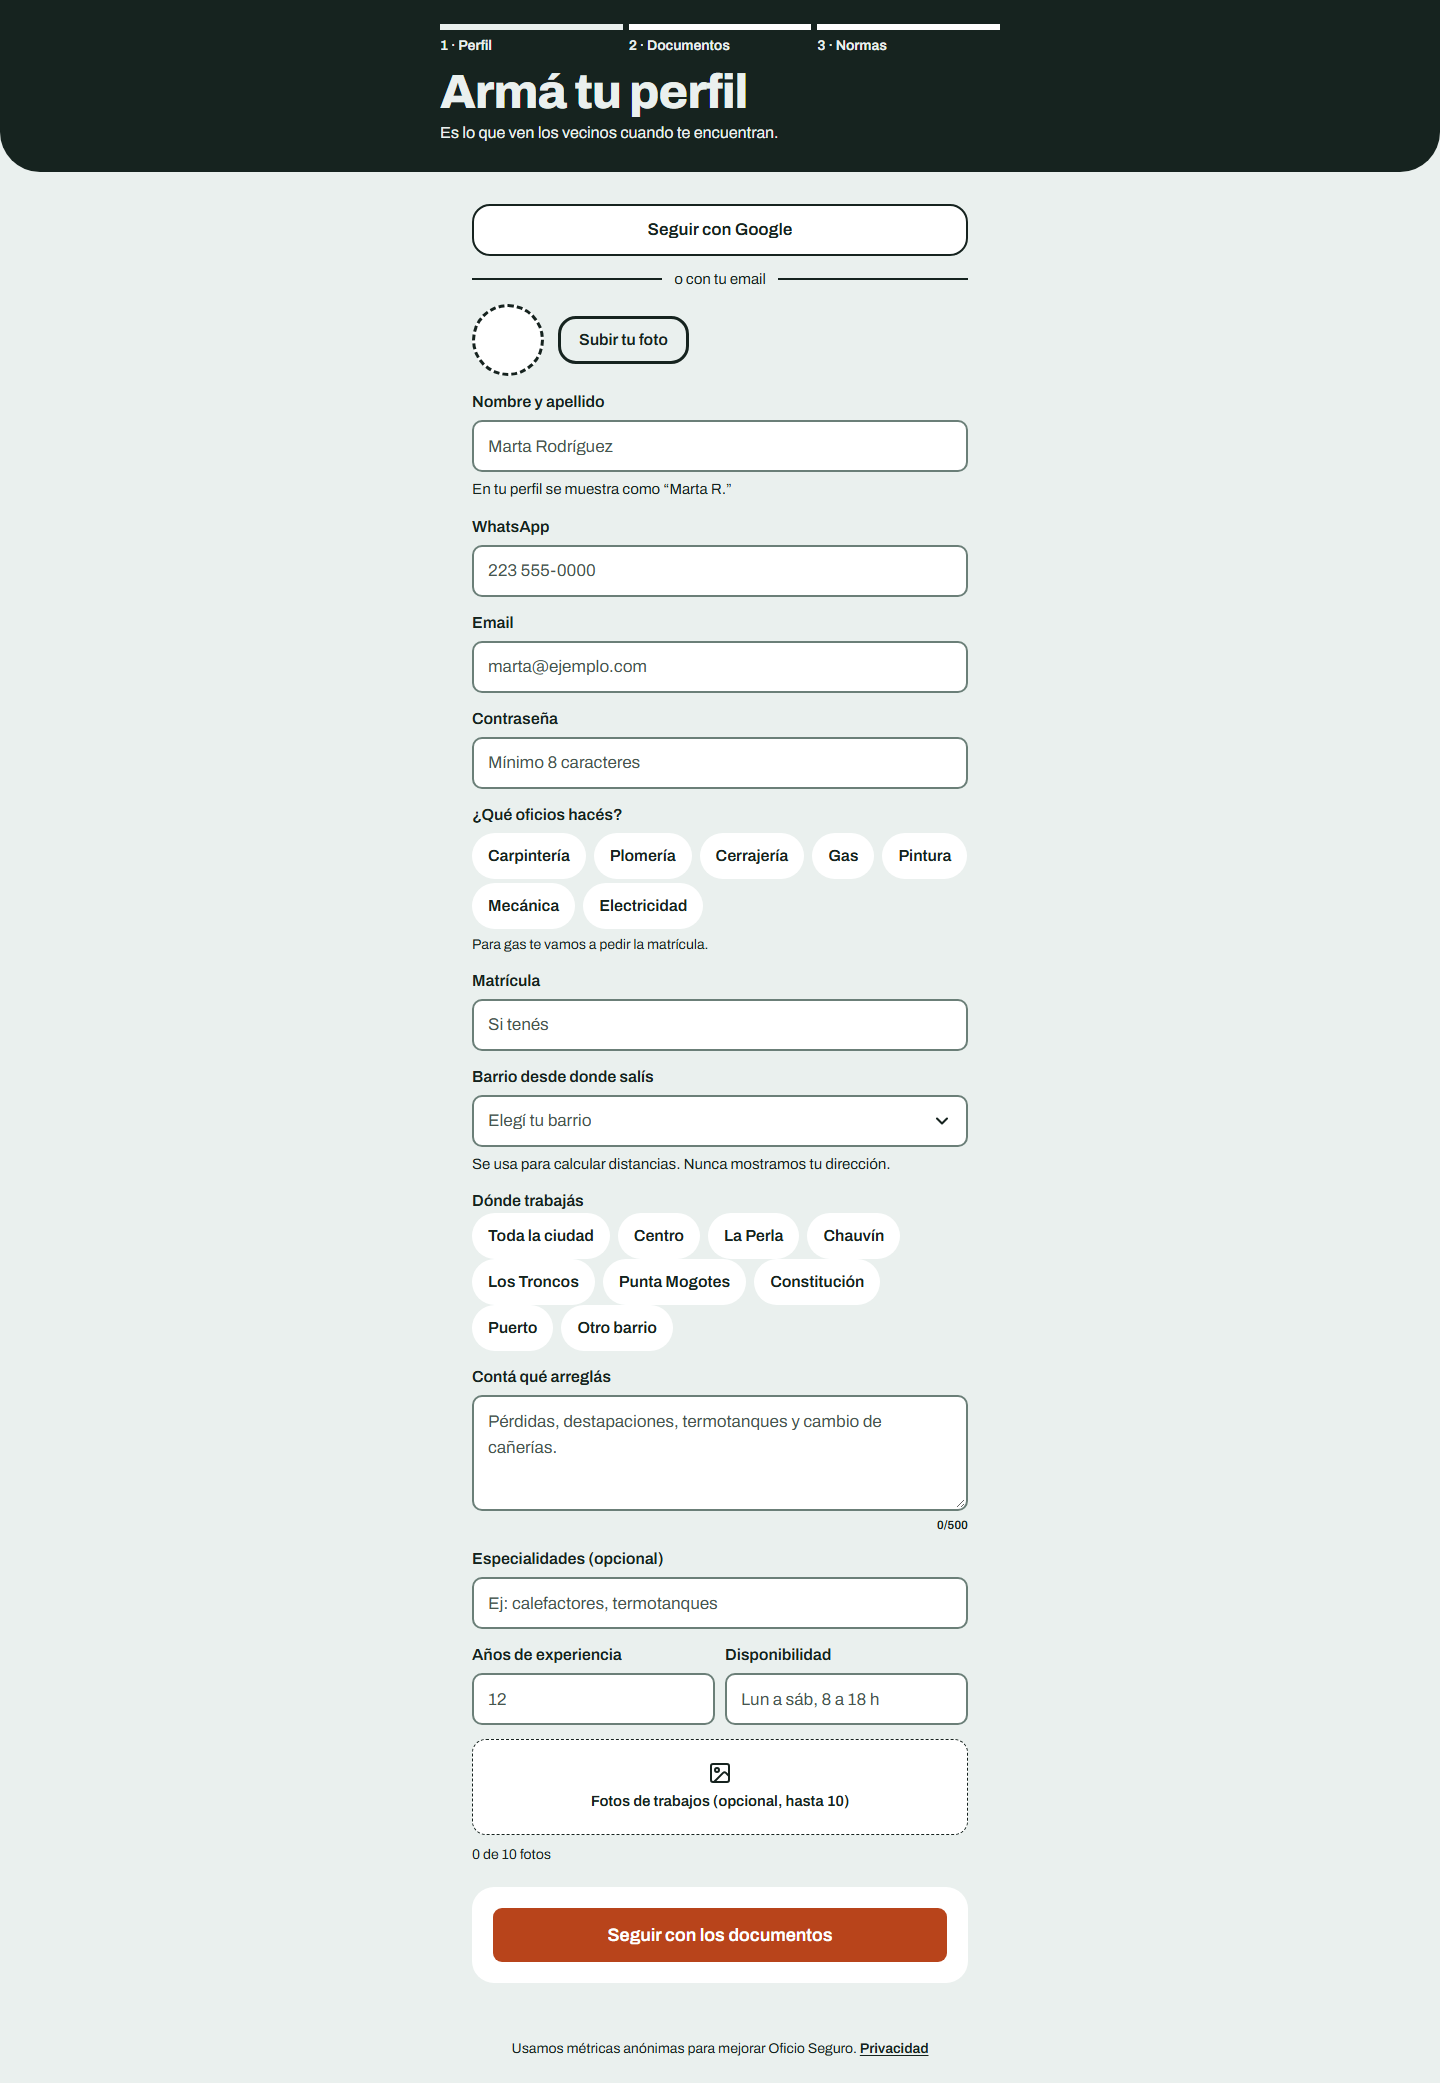 1 · Perfil
2 · Documentos
3 · Normas
Armá tu perfil
Es lo que ven los vecinos cuando te encuentran.
Seguir con Google
o con tu email
Subir tu foto
Nombre y apellido
Marta Rodríguez
En tu perfil se muestra como “Marta R.”
WhatsApp
223 555-0000
Email
marta@ejemplo.com
Contraseña
Mínimo 8 caracteres
¿Qué oficios hacés?
Carpintería
Plomería
Cerrajería
Gas
Pintura
Mecánica
Electricidad
Para gas te vamos a pedir la matrícula.
Matrícula
Si tenés
Barrio desde donde salís
Elegí tu barrio
Se usa para calcular distancias. Nunca mostramos tu dirección.
Dónde trabajás
Toda la ciudad
Centro
La Perla
Chauvín
Los Troncos
Punta Mogotes
Constitución
Puerto
Otro barrio
Contá qué arreglás
Pérdidas, destapaciones, termotanques y cambio de
cañerías.
0/500
Especialidades (opcional)
Ej: calefactores, termotanques
Años de experiencia
Disponibilidad
12
Lun a sáb, 8 a 18 h
Fotos de trabajos (opcional, hasta 10)
0 de 10 fotos
Seguir con los documentos
Usamos métricas anónimas para mejorar Oficio Seguro. Privacidad